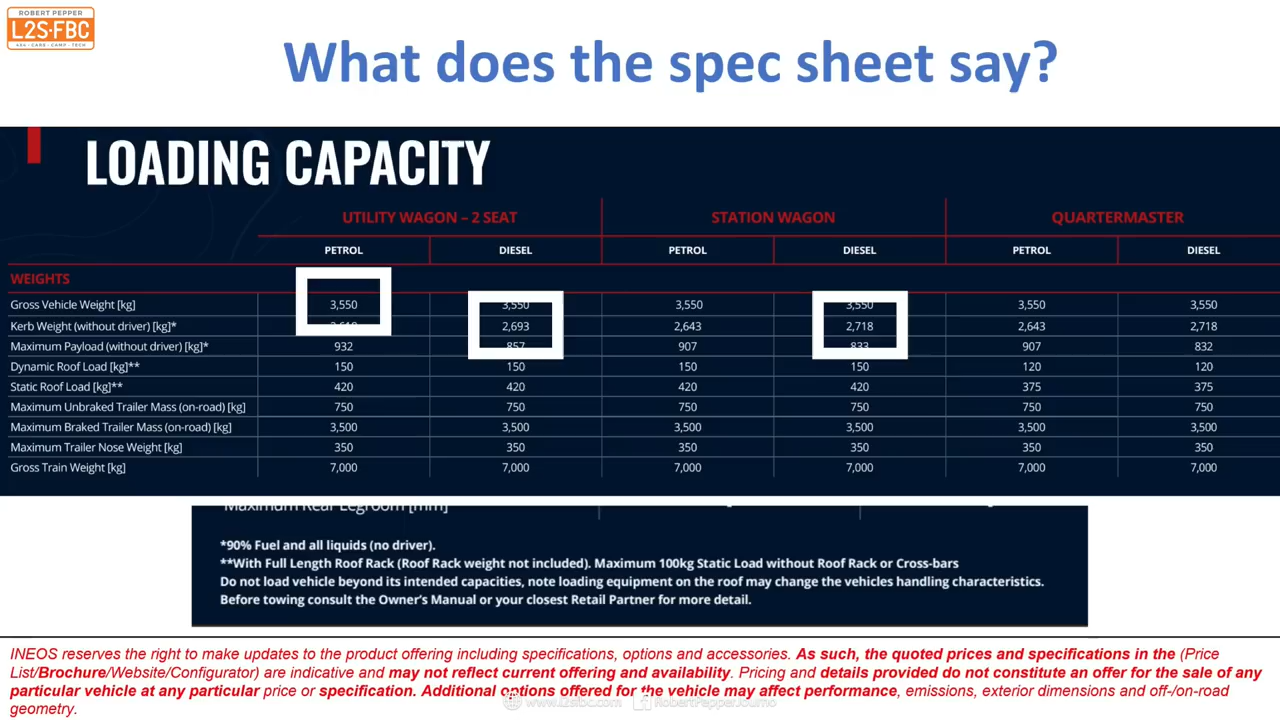 ROBERT PEPPER
L2S·FBC
4X4 · CARS · CAMP · TECH
What does the spec sheet say?
LOADING CAPACITY
UTILITY WAGON – 2 SEAT STATION WAGON QUARTERMASTER
PETROL DIESEL PETROL DIESEL PETROL DIESEL
WEIGHTS
Gross Vehicle Weight [kg] 3,550 3,550 3,550 3,550 3,550 3,550
Kerb Weight (without driver) [kg]* 2,693 2,643 2,718 2,643 2,718
Maximum Payload (without driver) [kg]* 932 857 907 833 907 832
Dynamic Roof Load [kg]** 150 150 150 150 120 120
Static Roof Load [kg]** 420 420 420 420 375 375
Maximum Unbraked Trailer Mass (on-road) [kg] 750 750 750 750 750 750
Maximum Braked Trailer Mass (on-road) [kg] 3,500 3,500 3,500 3,500 3,500 3,500
Maximum Trailer Nose Weight [kg] 350 350 350 350 350 350
Gross Train Weight [kg] 7,000 7,000 7,000 7,000 7,000 7,000
Maximum Rear Legroom [mm]
*90% Fuel and all liquids (no driver).
**With Full Length Roof Rack (Roof Rack weight not included). Maximum 100kg Static Load without Roof Rack or Cross-bars
Do not load vehicle beyond its intended capacities, note loading equipment on the roof may change the vehicles handling characteristics.
Before towing consult the Owner's Manual or your closest Retail Partner for more detail.
INEOS reserves the right to make updates to the product offering including specifications, options and accessories. As such, the quoted prices and specifications in the (Price
List/Brochure/Website/Configurator) are indicative and may not reflect current offering and availability. Pricing and details provided do not constitute an offer for the sale of any
particular vehicle at any particular price or specification. Additional options offered for the vehicle may affect performance, emissions, exterior dimensions and off-/on-road
geometry.
www.l2sfbc.com RobertPepperJourno